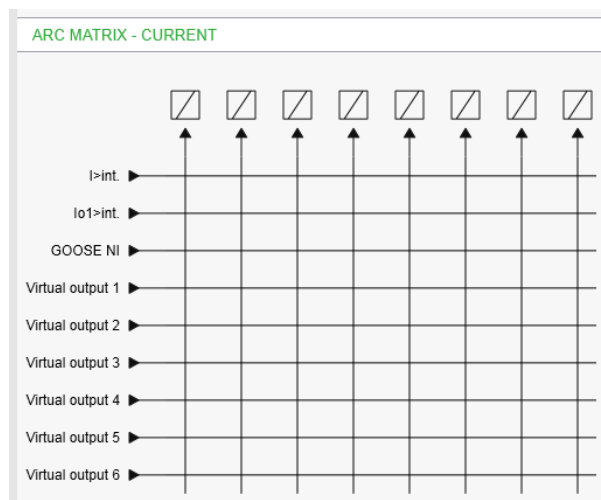 ARC MATRIX - CURRENT
I>int.
Io1>int.
GOOSE NI
Virtual output 1
Virtual output 2
Virtual output 3
Virtual output 4
Virtual output 5
Virtual output 6